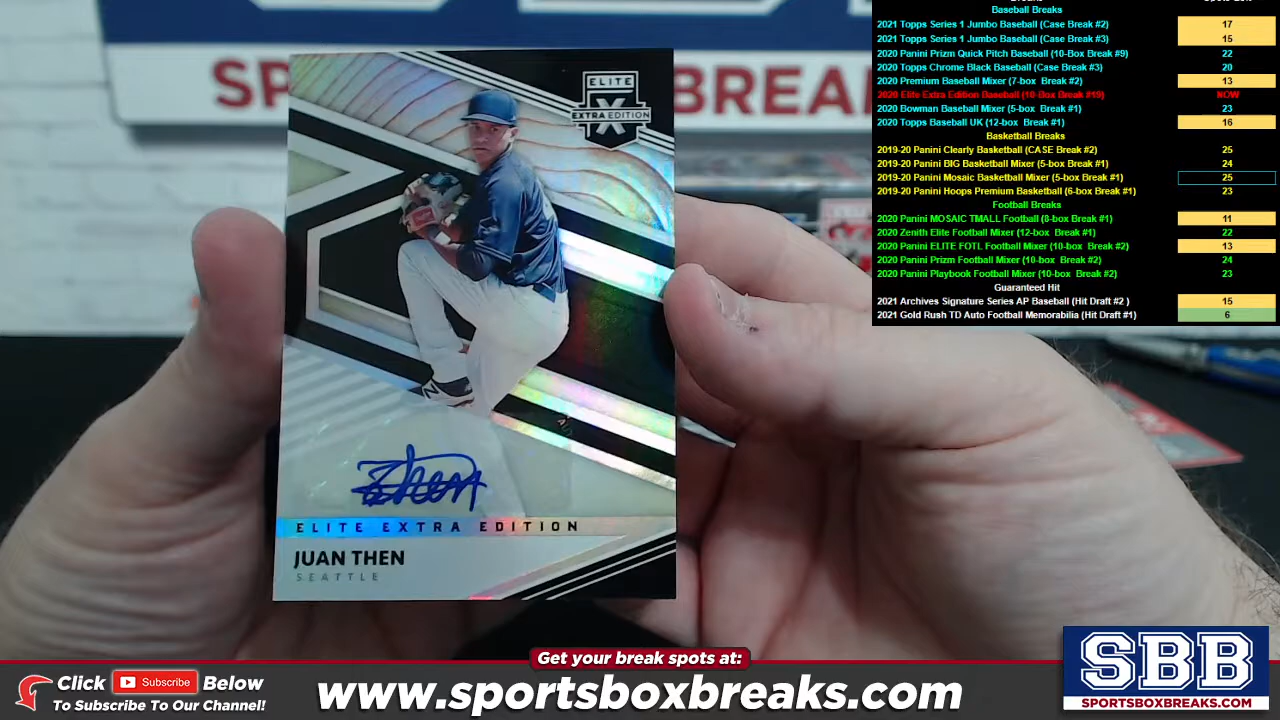 Baseball Breaks
2021 Topps Series 1 Jumbo Baseball (Case Break #2) 17
2021 Topps Series 1 Jumbo Baseball (Case Break #3) 15
2020 Panini Prizm Quick Pitch Baseball (10-Box Break #9) 22
2020 Topps Chrome Black Baseball (Case Break #3) 20
2020 Premium Baseball Mixer (7-box Break #2) 13
2020 Elite Extra Edition Baseball (10-Box Break #19) NOW
2020 Bowman Baseball Mixer (5-box Break #1) 23
2020 Topps Baseball UK (12-box Break #1) 16
Basketball Breaks
2019-20 Panini Clearly Basketball (CASE Break #2) 25
2019-20 Panini BIG Basketball Mixer (5-box Break #1) 24
2019-20 Panini Mosaic Basketball Mixer (5-box Break #1) 25
2019-20 Panini Hoops Premium Basketball (6-box Break #1) 23
Football Breaks
2020 Panini MOSAIC TMALL Football (8-box Break #1) 11
2020 Zenith Elite Football Mixer (12-box Break #1) 22
2020 Panini ELITE FOTL Football Mixer (10-box Break #2) 13
2020 Panini Prizm Football Mixer (10-box Break #2) 24
2020 Panini Playbook Football Mixer (10-box Break #2) 23
Guaranteed Hit
2021 Archives Signature Series AP Baseball (Hit Draft #2 ) 15
2021 Gold Rush TD Auto Football Memorabilia (Hit Draft #1) 6
ELITE
EXTRA EDITION
X
ELITE EXTRA EDITION
JUAN THEN
SEATTLE
Get your break spots at:
Click Subscribe Below
To Subscribe To Our Channel!
www.sportsboxbreaks.com
SBB
SPORTSBOXBREAKS.COM